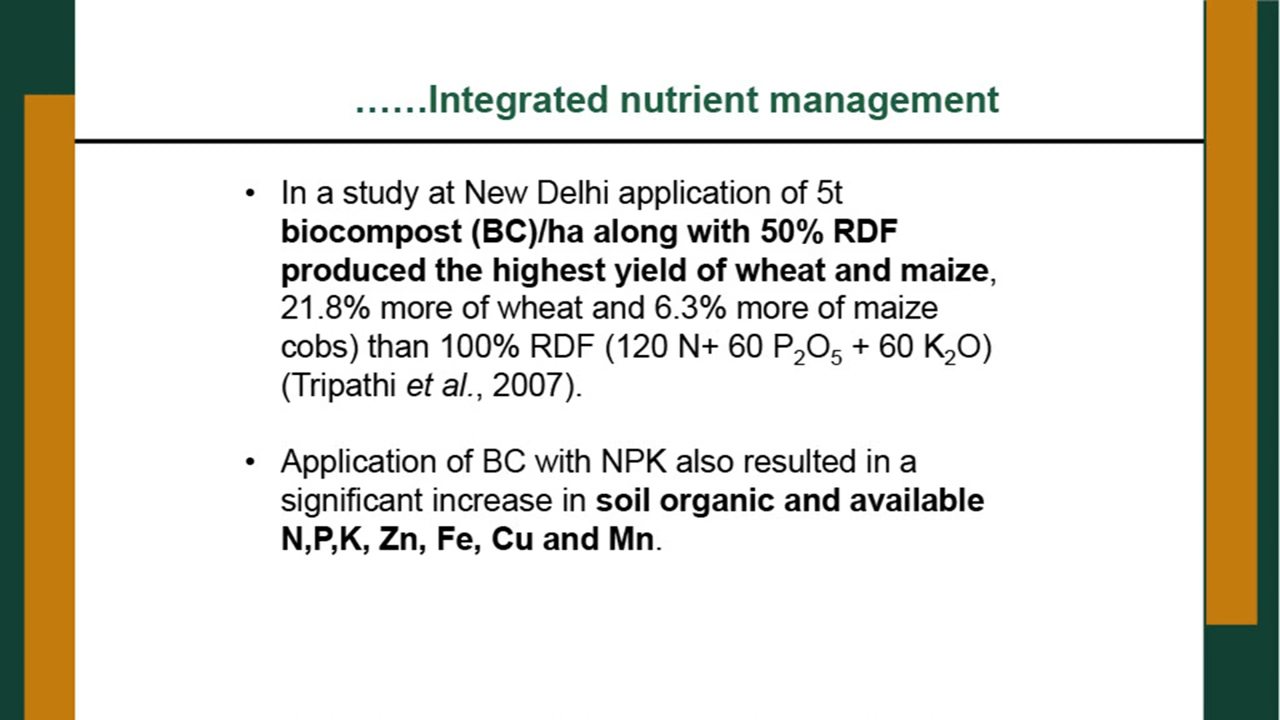 ......Integrated nutrient management
• In a study at New Delhi application of 5t
biocompost (BC)/ha along with 50% RDF
produced the highest yield of wheat and maize,
21.8% more of wheat and 6.3% more of maize
cobs) than 100% RDF (120 N+ 60 P₂O₅ + 60 K₂O)
(Tripathi et al., 2007).
• Application of BC with NPK also resulted in a
significant increase in soil organic and available
N,P,K, Zn, Fe, Cu and Mn.